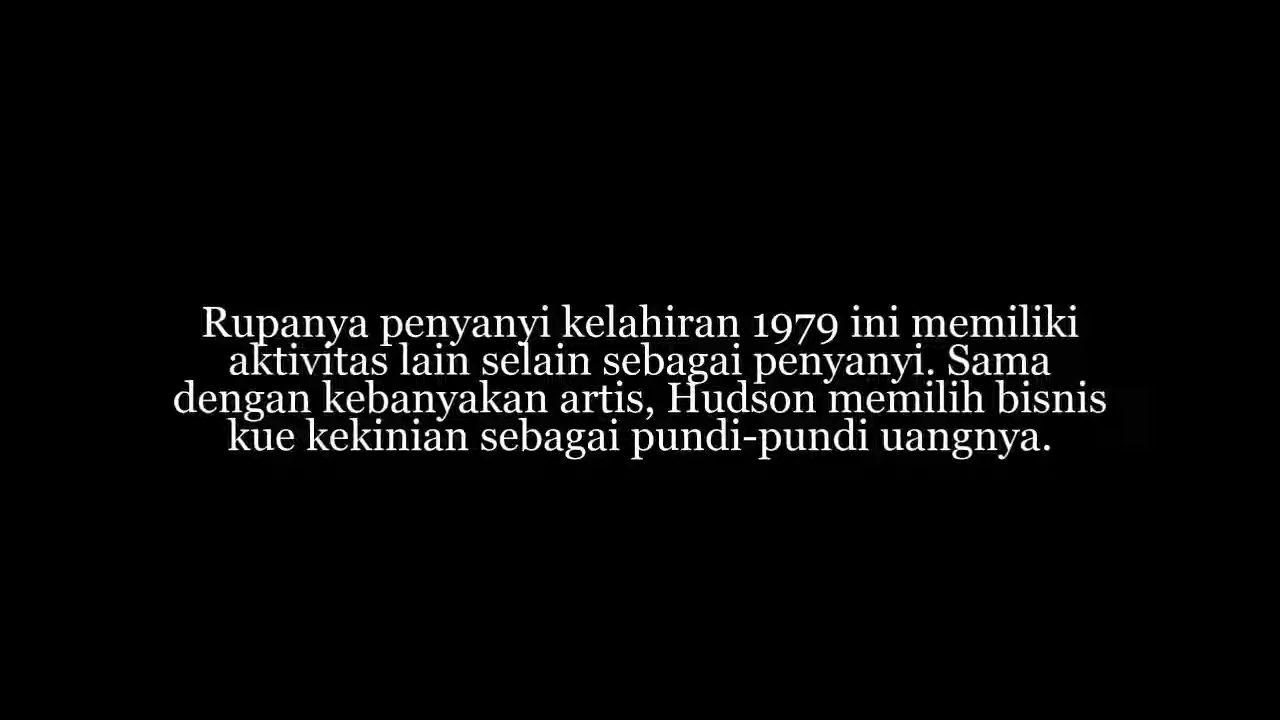 Rupanya penyanyi kelahiran 1979 ini memiliki
aktivitas lain selain sebagai penyanyi. Sama
dengan kebanyakan artis, Hudson memilih bisnis
kue kekinian sebagai pundi-pundi uangnya.